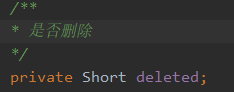 /**
* 是否删除
*/
private Short deleted;